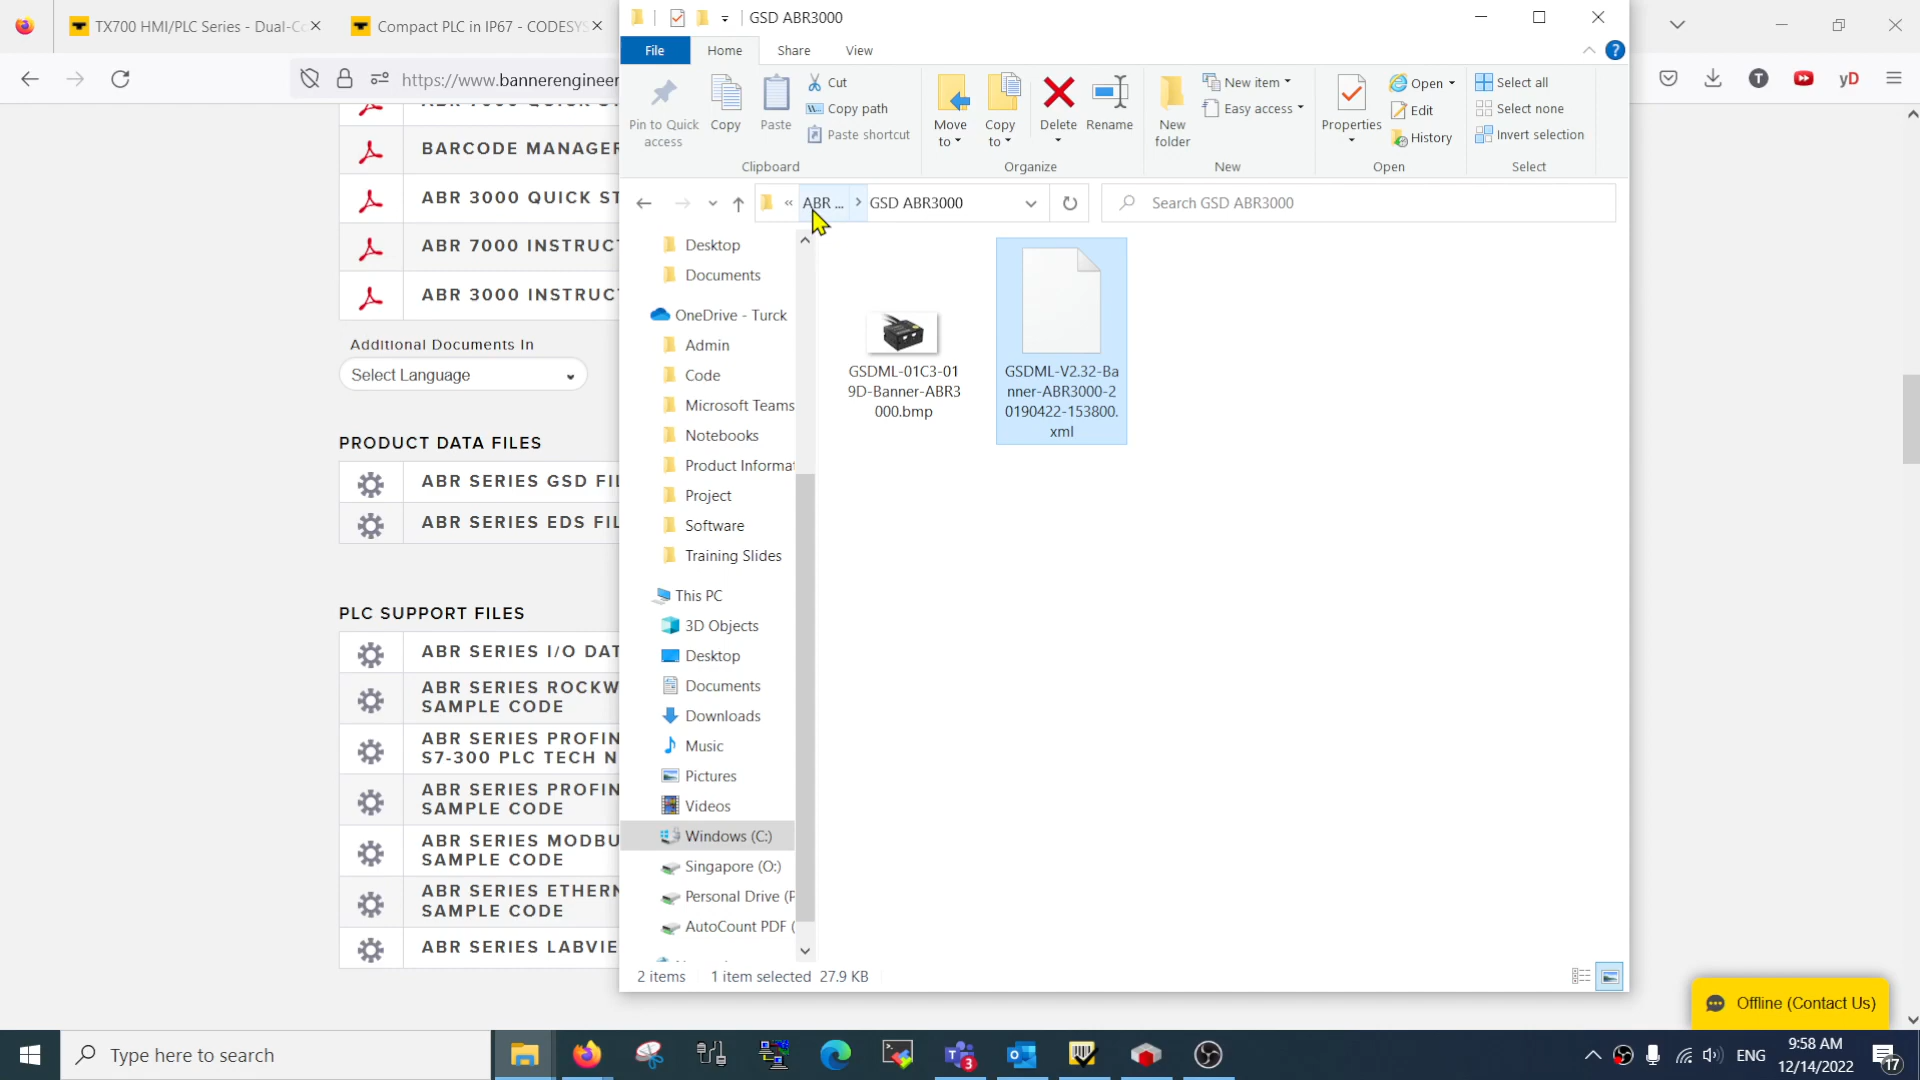 TX700 HMI/PLC Series - Dual-Co
Compact PLC in IP67 - CODESYS
https://www.bannerengineer
yD
GSD ABR3000
File
Home
Share
View
Pin to Quick access
Copy
Paste
Cut
Copy path
Paste shortcut
Clipboard
Move to
Copy to
Delete
Rename
Organize
New folder
New item
Easy access
New
Properties
Open
Edit
History
Open
Select all
Select none
Invert selection
Select
« ABR ... > GSD ABR3000
Search GSD ABR3000
BARCODE MANAGER
ABR 3000 QUICK ST
ABR 7000 INSTRUCT
ABR 3000 INSTRUCT
Additional Documents In
Select Language
PRODUCT DATA FILES
ABR SERIES GSD FIL
ABR SERIES EDS FIL
PLC SUPPORT FILES
ABR SERIES I/O DAT
ABR SERIES ROCKW
SAMPLE CODE
ABR SERIES PROFIN
S7-300 PLC TECH N
ABR SERIES PROFIN
SAMPLE CODE
ABR SERIES MODBU
SAMPLE CODE
ABR SERIES ETHERN
SAMPLE CODE
ABR SERIES LABVIE
Desktop
Documents
OneDrive - Turck
Admin
Code
Microsoft Teams
Notebooks
Product Informat
Project
Software
Training Slides
This PC
3D Objects
Desktop
Documents
Downloads
Music
Pictures
Videos
Windows (C:)
Singapore (O:)
Personal Drive (P
AutoCount PDF (
GSDML-01C3-01
9D-Banner-ABR3
000.bmp
GSDML-V2.32-Ba
nner-ABR3000-2
0190422-153800.
xml
2 items
1 item selected 27.9 KB
Offline (Contact Us)
Type here to search
3
ENG
9:58 AM
12/14/2022
17